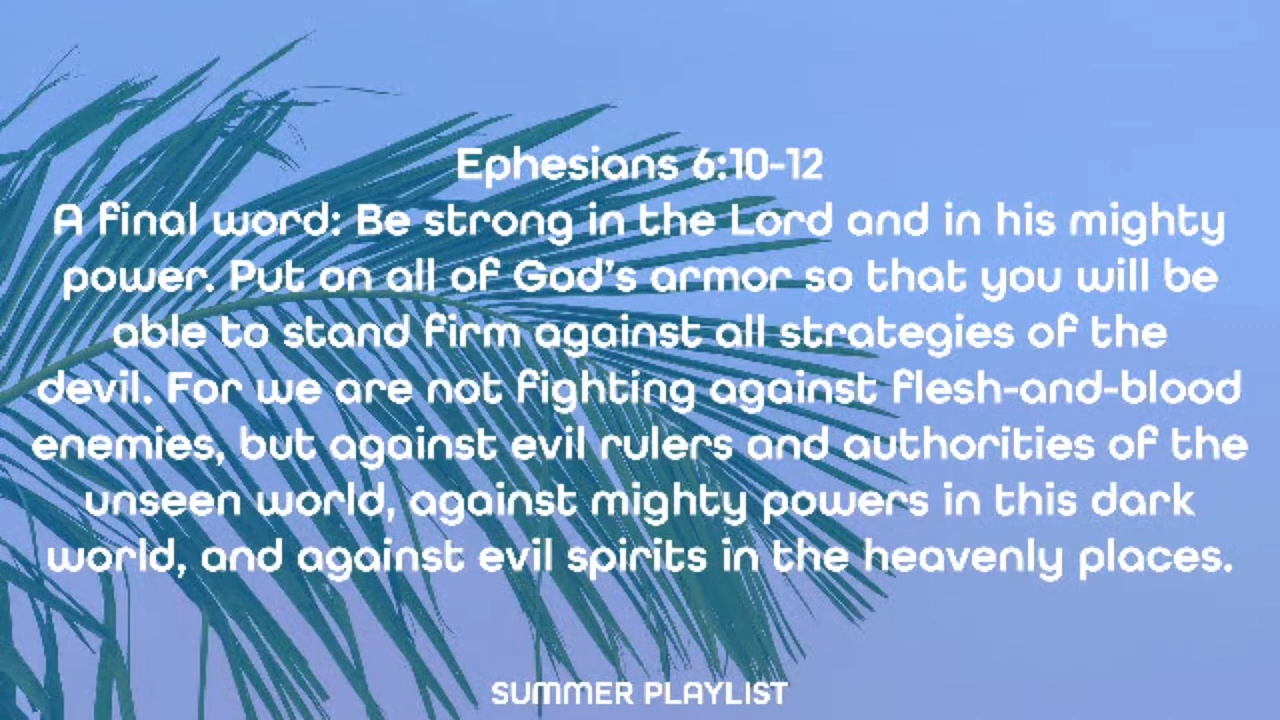 Ephesians 6:10-12
A final word: Be strong in the Lord and in his mighty
power. Put on all of God's armor so that you will be
able to stand firm against all strategies of the
devil. For we are not fighting against flesh-and-blood
enemies, but against evil rulers and authorities of the
unseen world, against mighty powers in this dark
world, and against evil spirits in the heavenly places.
SUMMER PLAYLIST